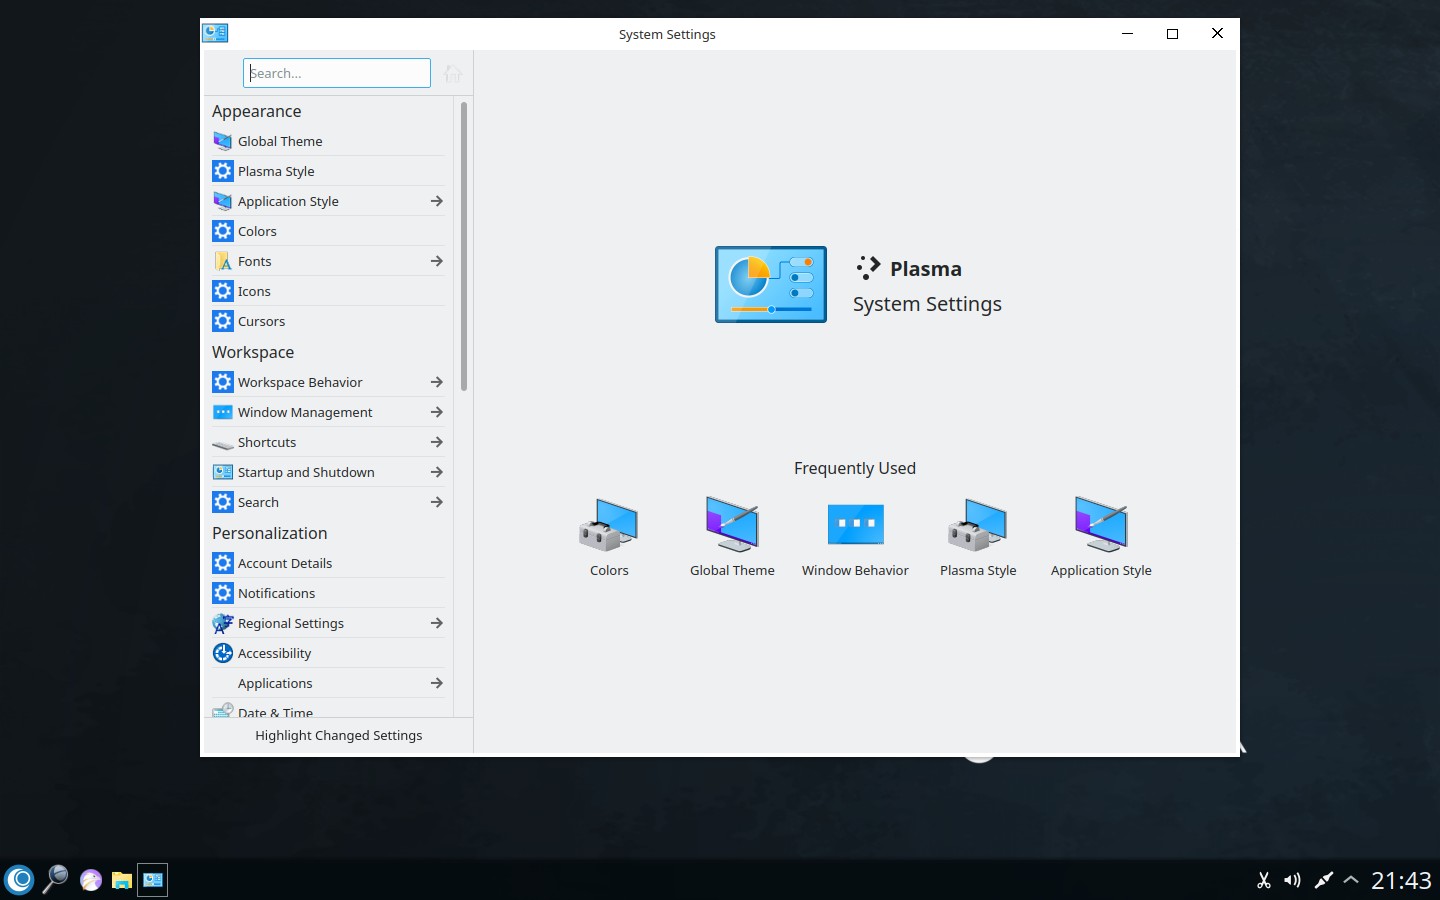 System Settings
Search...
Appearance
Global Theme
Plasma Style
Application Style
Colors
Fonts
Icons
Cursors
Workspace
Workspace Behavior
Window Management
Shortcuts
Startup and Shutdown
Search
Personalization
Account Details
Notifications
Regional Settings
Accessibility
Applications
Date & Time
Highlight Changed Settings
Plasma
System Settings
Frequently Used
Colors
Global Theme
Window Behavior
Plasma Style
Application Style
21:43